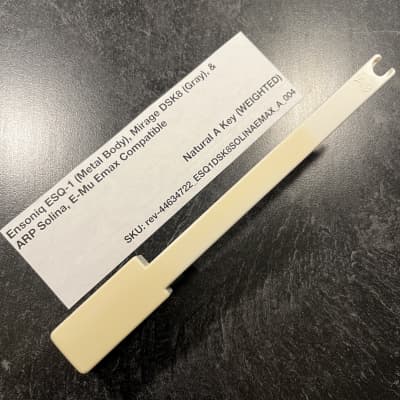 Ensoniq ESQ-1 (Metal Body), Mirage DSK8 (Gray), &
ARP Solina, E-Mu Emax Compatible
Natural A Key (WEIGHTED)
SKU: rev-44634722_ESQ1DSK8SOLINAEMAX_A_004